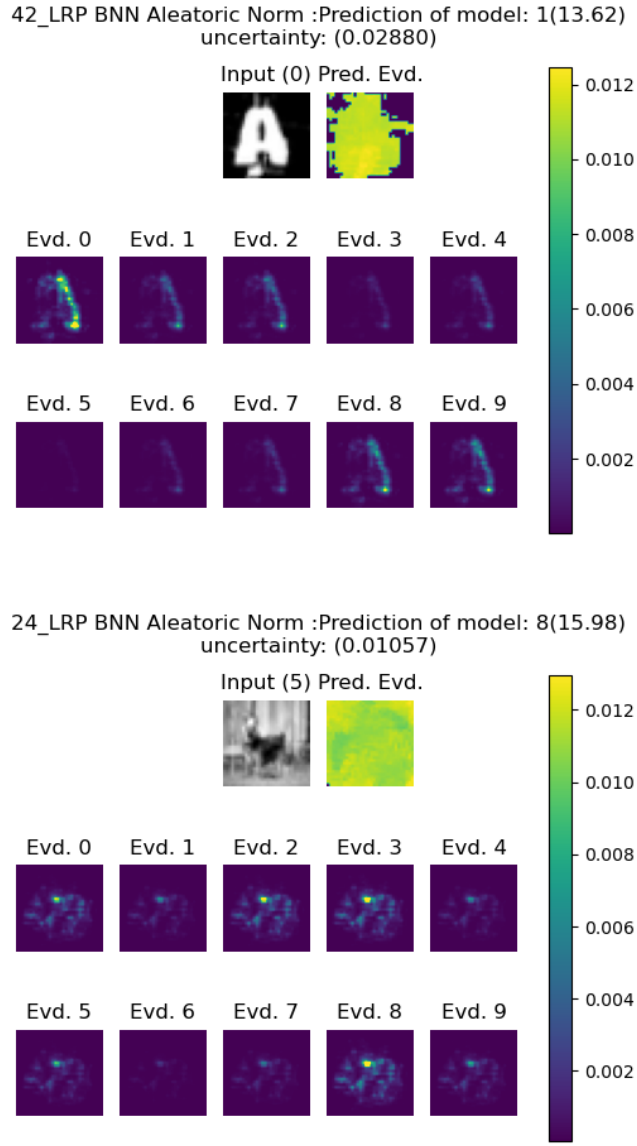 42_LRP BNN Aleatoric Norm :Prediction of model: 1(13.62)
uncertainty: (0.02880)
Input (0) Pred. Evd.
A
Evd. 0 Evd. 1 Evd. 2 Evd. 3 Evd. 4
Evd. 5 Evd. 6 Evd. 7 Evd. 8 Evd. 9
0.012
0.010
0.008
0.006
0.004
0.002
24_LRP BNN Aleatoric Norm :Prediction of model: 8(15.98)
uncertainty: (0.01057)
Input (5) Pred. Evd.
Evd. 0 Evd. 1 Evd. 2 Evd. 3 Evd. 4
Evd. 5 Evd. 6 Evd. 7 Evd. 8 Evd. 9
0.012
0.010
0.008
0.006
0.004
0.002